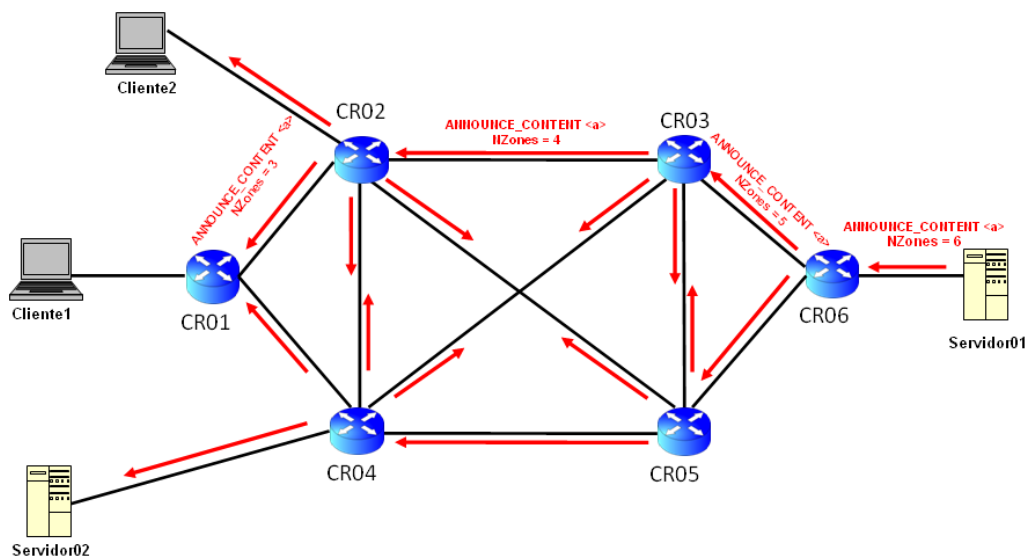 Cliente2
CR02
ANNOUNCE_CONTENT <a>
NZones = 4
CR03
ANNOUNCE_CONTENT <a>
NZones = 3
ANNOUNCE_CONTENT <a>
NZones = 5
ANNOUNCE_CONTENT <a>
NZones = 6
Cliente1
CR01
CR06
Servidor01
CR04
CR05
Servidor02